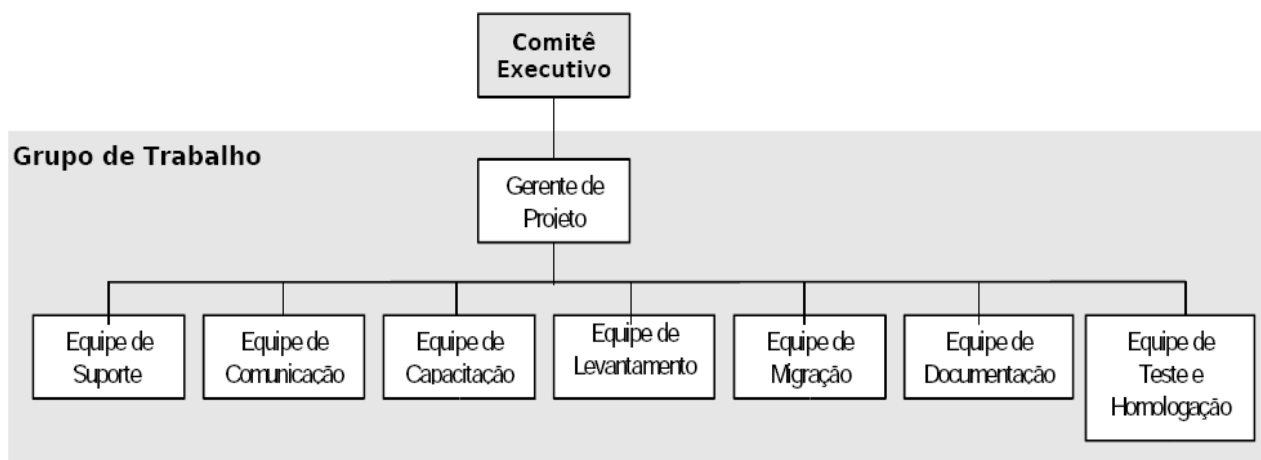 Comitê
Executivo
Grupo de Trabalho
Gerente de
Projeto
Equipe de
Suporte
Equipe de
Comunicação
Equipe de
Capacitação
Equipe de
Levantamento
Equipe de
Migração
Equipe de
Documentação
Equipe de
Teste e
Homologação